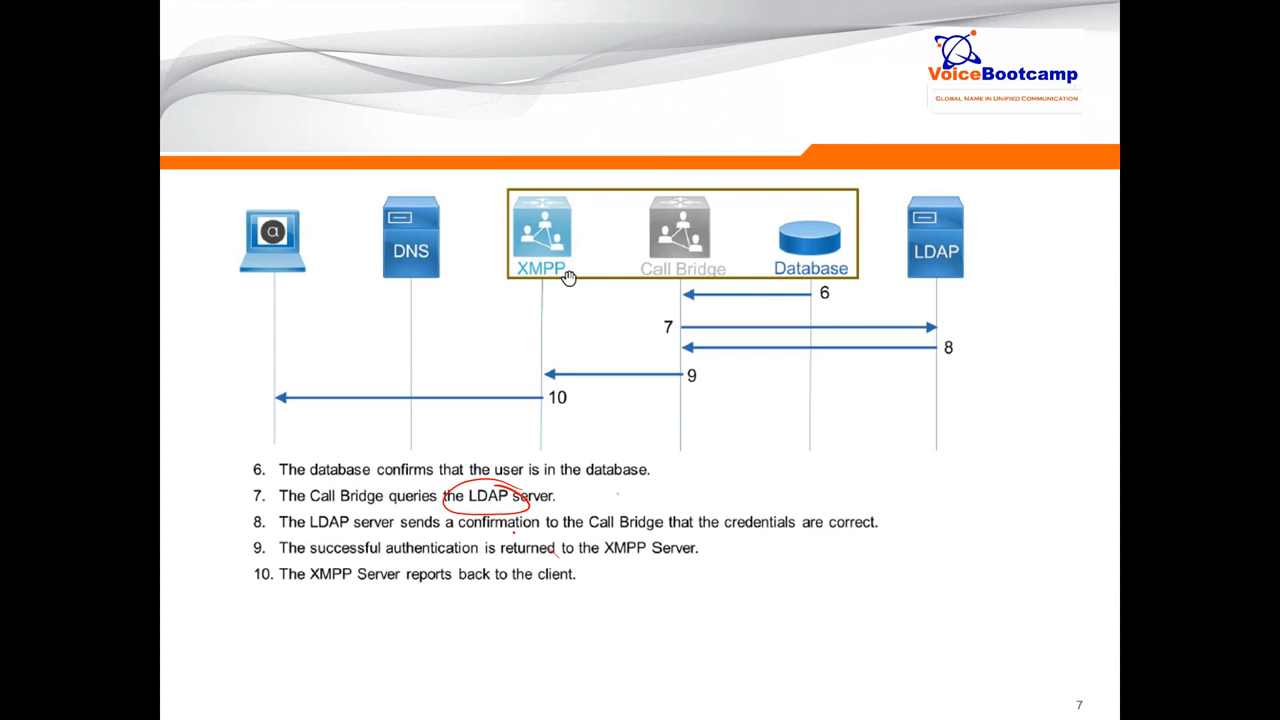 VoiceBootcamp
GLOBAL NAME IN UNIFIED COMMUNICATION
α
DNS
XMPP
Call Bridge
Database
LDAP
6
7
8
9
10
6. The database confirms that the user is in the database.
7. The Call Bridge queries the LDAP server.
8. The LDAP server sends a confirmation to the Call Bridge that the credentials are correct.
9. The successful authentication is returned to the XMPP Server.
10. The XMPP Server reports back to the client.
7